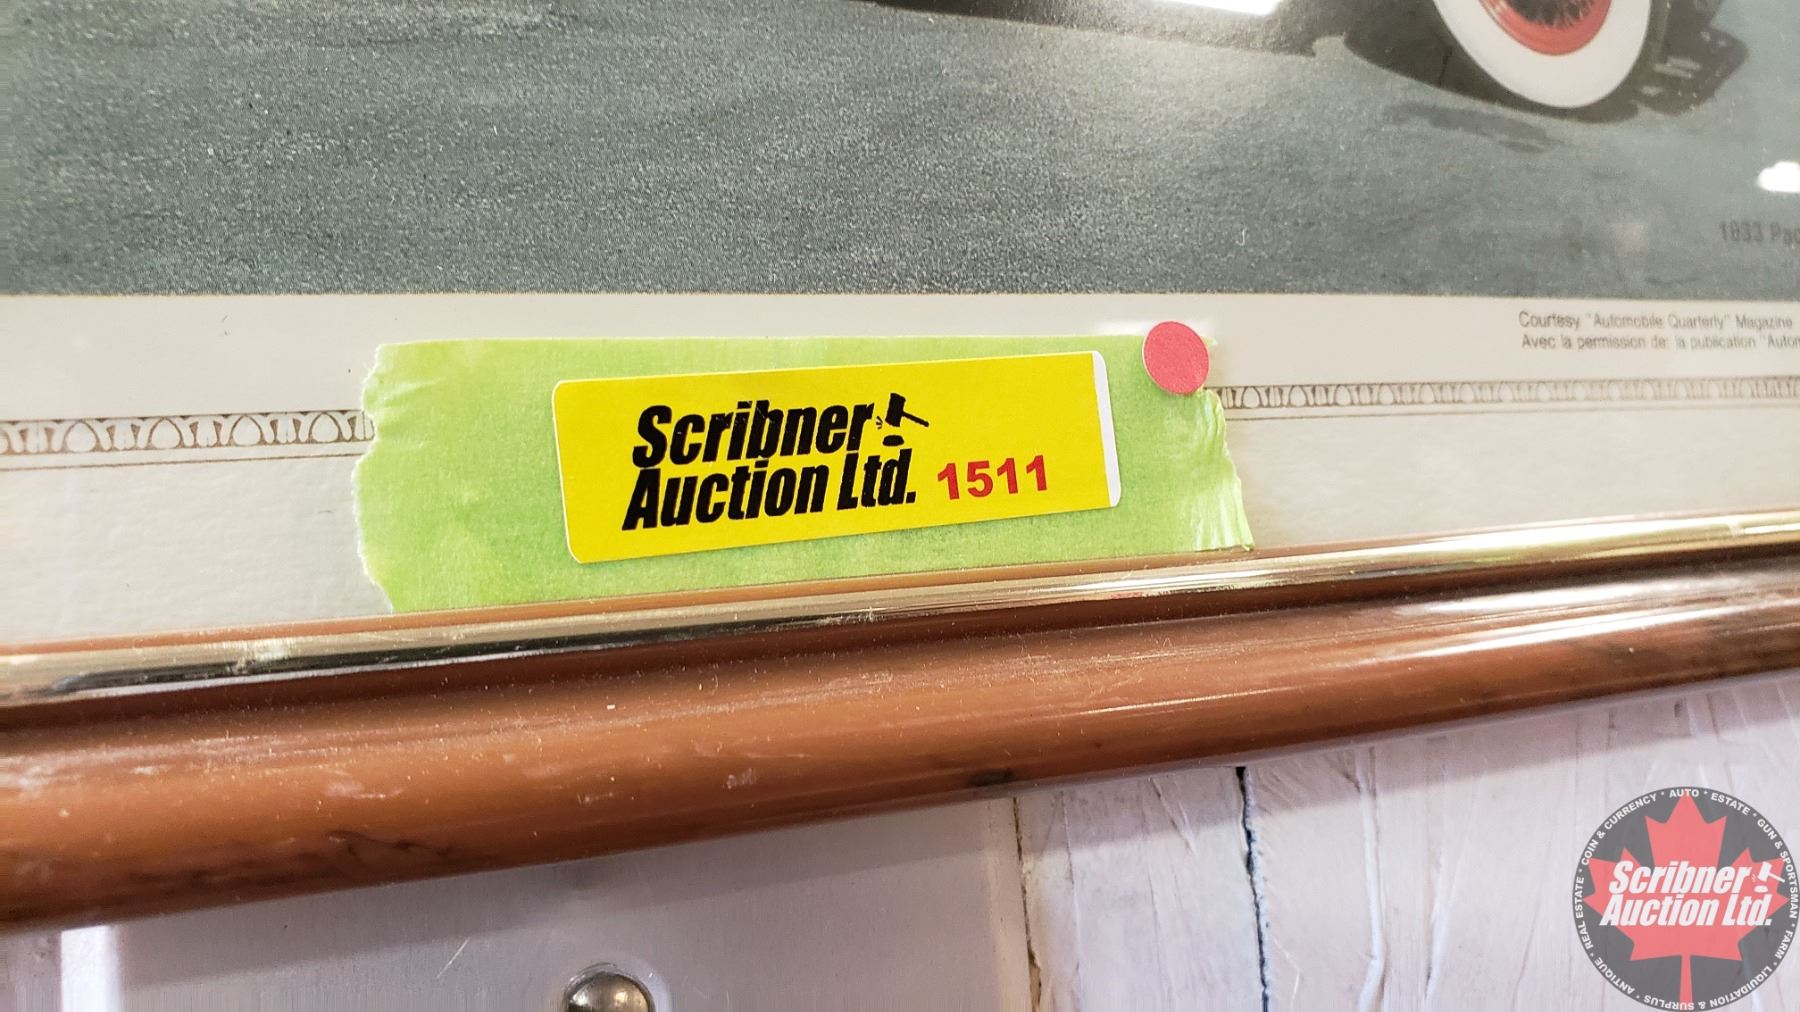 1933 Pac
Courtesy "Automobile Quarterly" Magazine
Avec la permission de la publication "Autom
Scribner
Auction Ltd. 1511
COIN & CURRENCY * AUTO * ESTATE * GUN & SPORTSMAN * FARM * LIQUIDATION & SURPLUS * ANTIQUE * REAL ESTATE *
Scribner
Auction Ltd.